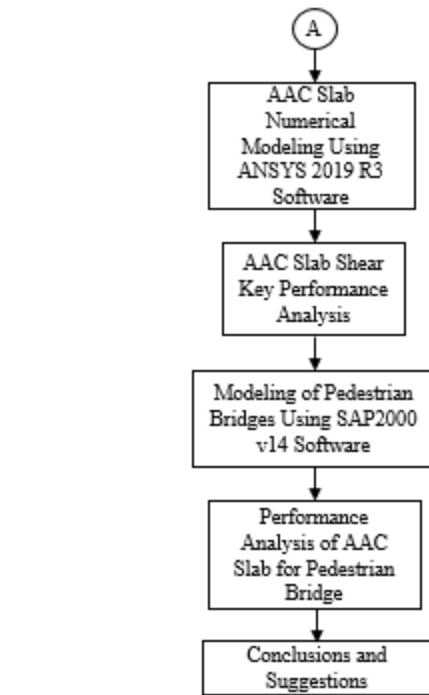 A
AAC Slab
Numerical
Modeling Using
ANSYS 2019 R3
Software
AAC Slab Shear
Key Performance
Analysis
Modeling of Pedestrian
Bridges Using SAP2000
v14 Software
Performance
Analysis of AAC
Slab for Pedestrian
Bridge
Conclusions and
Suggestions